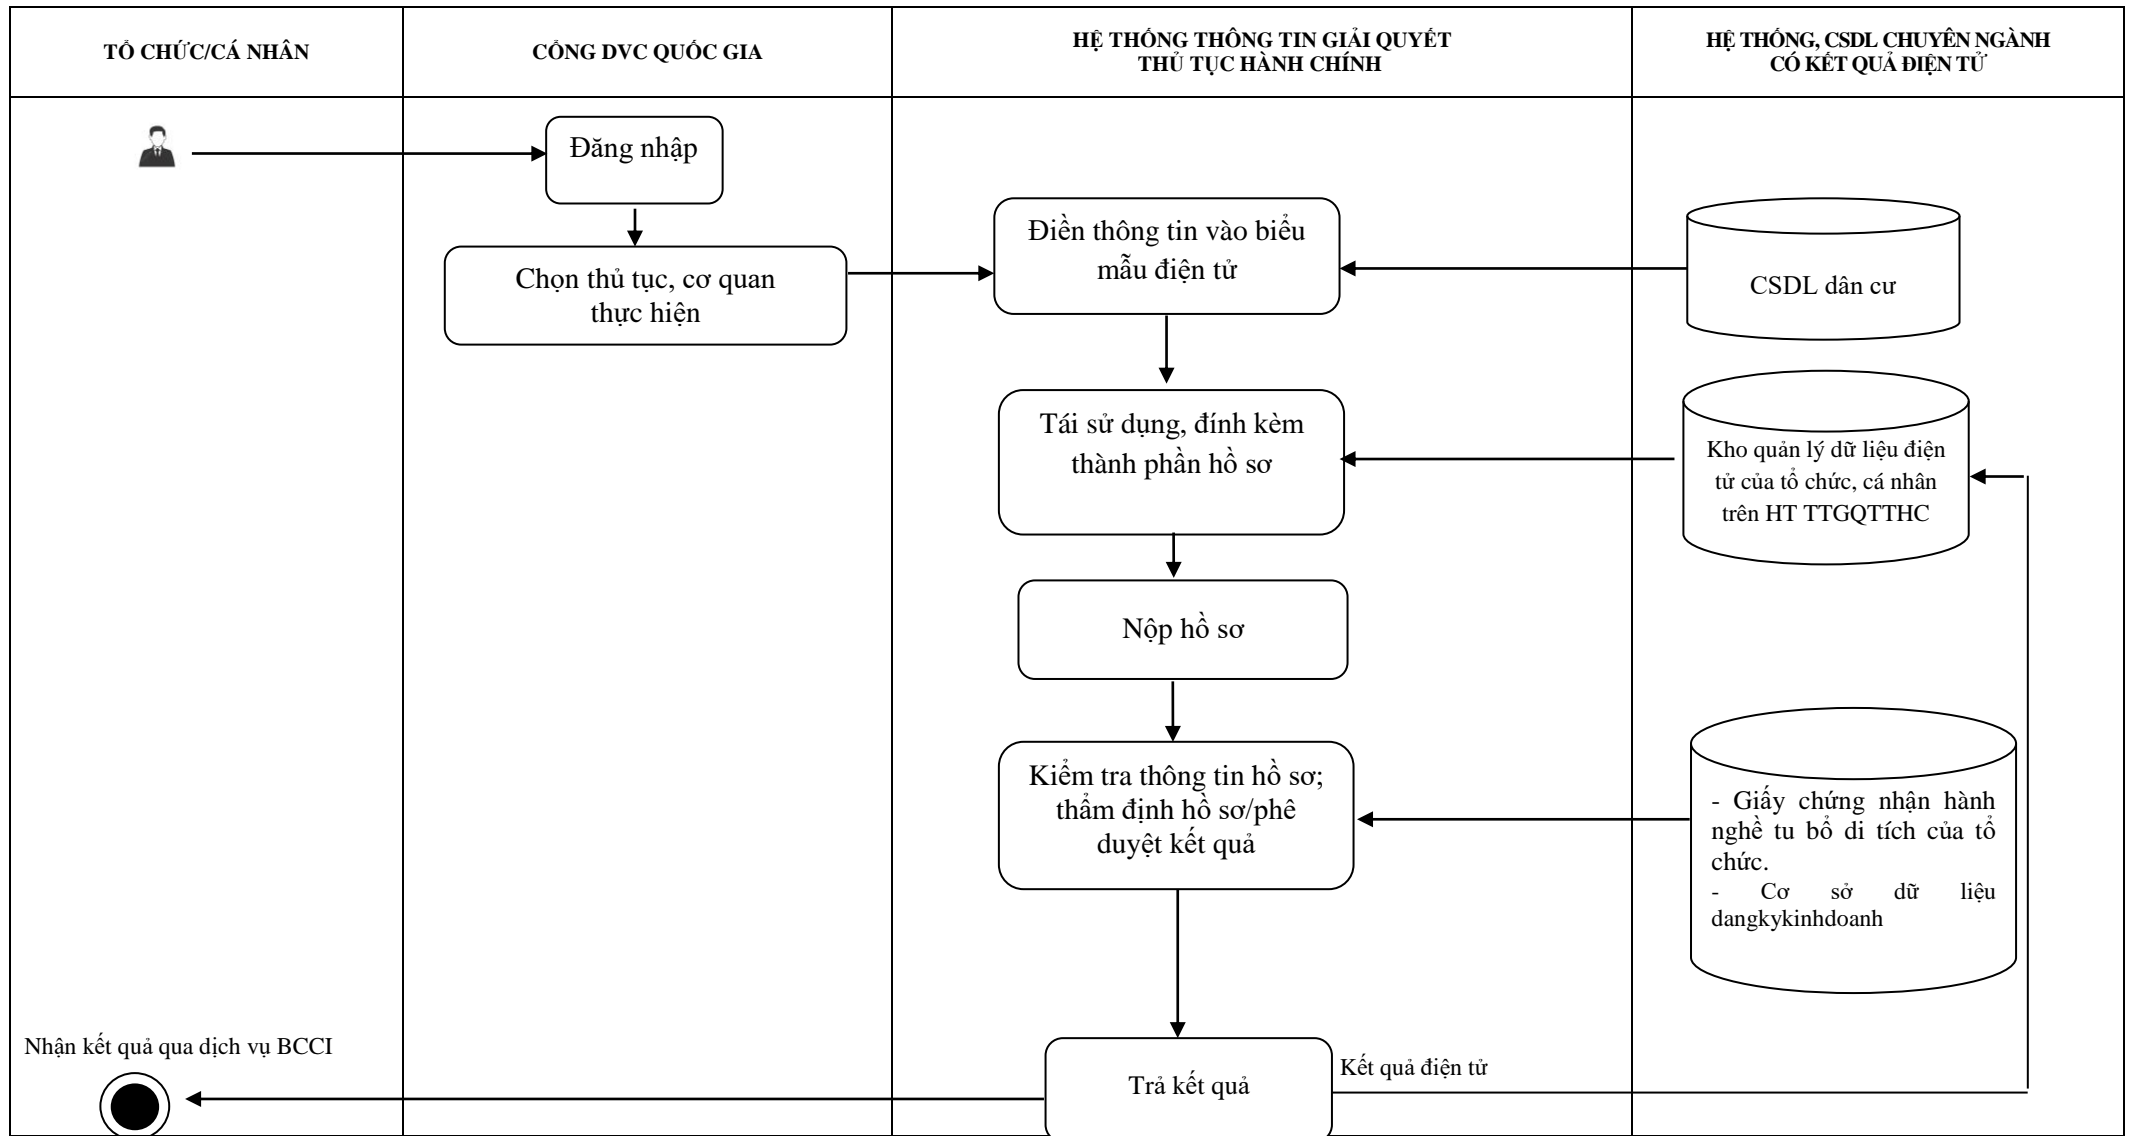 TỔ CHỨC/CÁ NHÂN
CỔNG DVC QUỐC GIA
HỆ THỐNG THÔNG TIN GIẢI QUYẾT
THỦ TỤC HÀNH CHÍNH
HỆ THỐNG, CSDL CHUYÊN NGÀNH
CÓ KẾT QUẢ ĐIỆN TỬ
Đăng nhập
Chọn thủ tục, cơ quan
thực hiện
Điền thông tin vào biểu
mẫu điện tử
CSDL dân cư
Tái sử dụng, đính kèm
thành phần hồ sơ
Kho quản lý dữ liệu điện
tử của tổ chức, cá nhân
trên HT TTGQTTHC
Nộp hồ sơ
Kiểm tra thông tin hồ sơ;
thẩm định hồ sơ/phê
duyệt kết quả
- Giấy chứng nhận hành
nghề tu bổ di tích của tổ
chức.
- Cơ sở dữ liệu
dangkykinhdoanh
Nhận kết quả qua dịch vụ BCCI
Trả kết quả
Kết quả điện tử